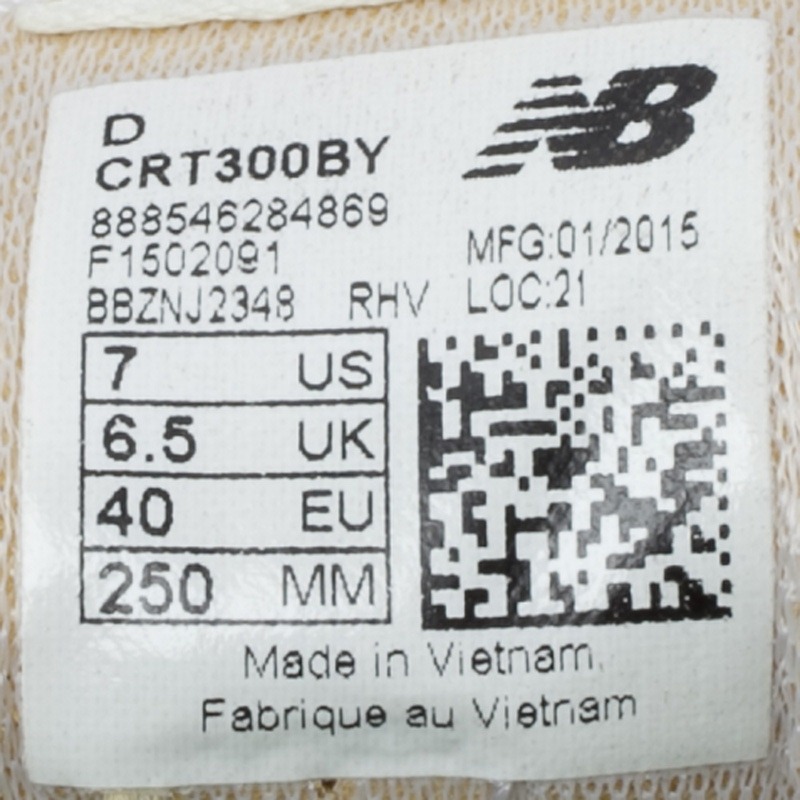 D
NB
CRT300BY
888546284869
F1502091
MFG:01/2015
BBZNJ2348 RHV
LOC:21
7 US
6.5 UK
40 EU
250 MM
Made in Vietnam.
Fabrique au Vietnam